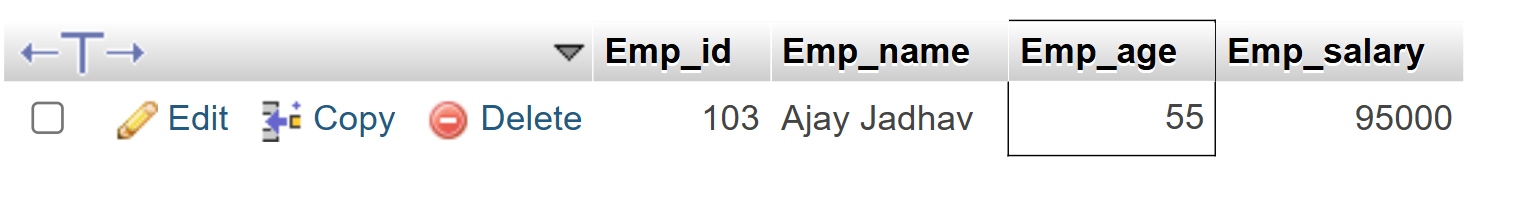 ←T→ Emp_id Emp_name Emp_age Emp_salary
Edit Copy Delete 103 Ajay Jadhav 55 95000